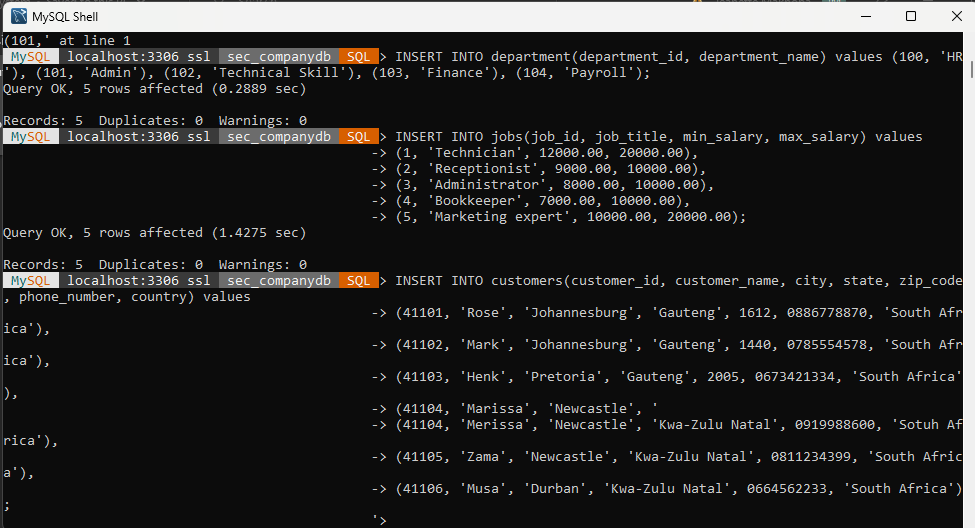 MySQL Shell
(101,' at line 1
MySQL localhost:3306 ssl sec_companydb SQL > INSERT INTO department(department_id, department_name) values (100, 'HR
'), (101, 'Admin'), (102, 'Technical Skill'), (103, 'Finance'), (104, 'Payroll');
Query OK, 5 rows affected (0.2889 sec)
Records: 5 Duplicates: 0 Warnings: 0
MySQL localhost:3306 ssl sec_companydb SQL > INSERT INTO jobs(job_id, job_title, min_salary, max_salary) values
-> (1, 'Technician', 12000.00, 20000.00),
-> (2, 'Receptionist', 9000.00, 10000.00),
-> (3, 'Administrator', 8000.00, 10000.00),
-> (4, 'Bookkeeper', 7000.00, 10000.00),
-> (5, 'Marketing expert', 10000.00, 20000.00);
Query OK, 5 rows affected (1.4275 sec)
Records: 5 Duplicates: 0 Warnings: 0
MySQL localhost:3306 ssl sec_companydb SQL > INSERT INTO customers(customer_id, customer_name, city, state, zip_code
, phone_number, country) values
-> (41101, 'Rose', 'Johannesburg', 'Gauteng', 1612, 0886778870, 'South Afr
ica'),
-> (41102, 'Mark', 'Johannesburg', 'Gauteng', 1440, 0785554578, 'South Afr
ica'),
-> (41103, 'Henk', 'Pretoria', 'Gauteng', 2005, 0673421334, 'South Africa'
),
-> (41104, 'Marissa', 'Newcastle', '
-> (41104, 'Merissa', 'Newcastle', 'Kwa-Zulu Natal', 0919988600, 'Sotuh Af
rica'),
-> (41105, 'Zama', 'Newcastle', 'Kwa-Zulu Natal', 0811234399, 'South Afric
a'),
-> (41106, 'Musa', 'Durban', 'Kwa-Zulu Natal', 0664562233, 'South Africa')
;
'>